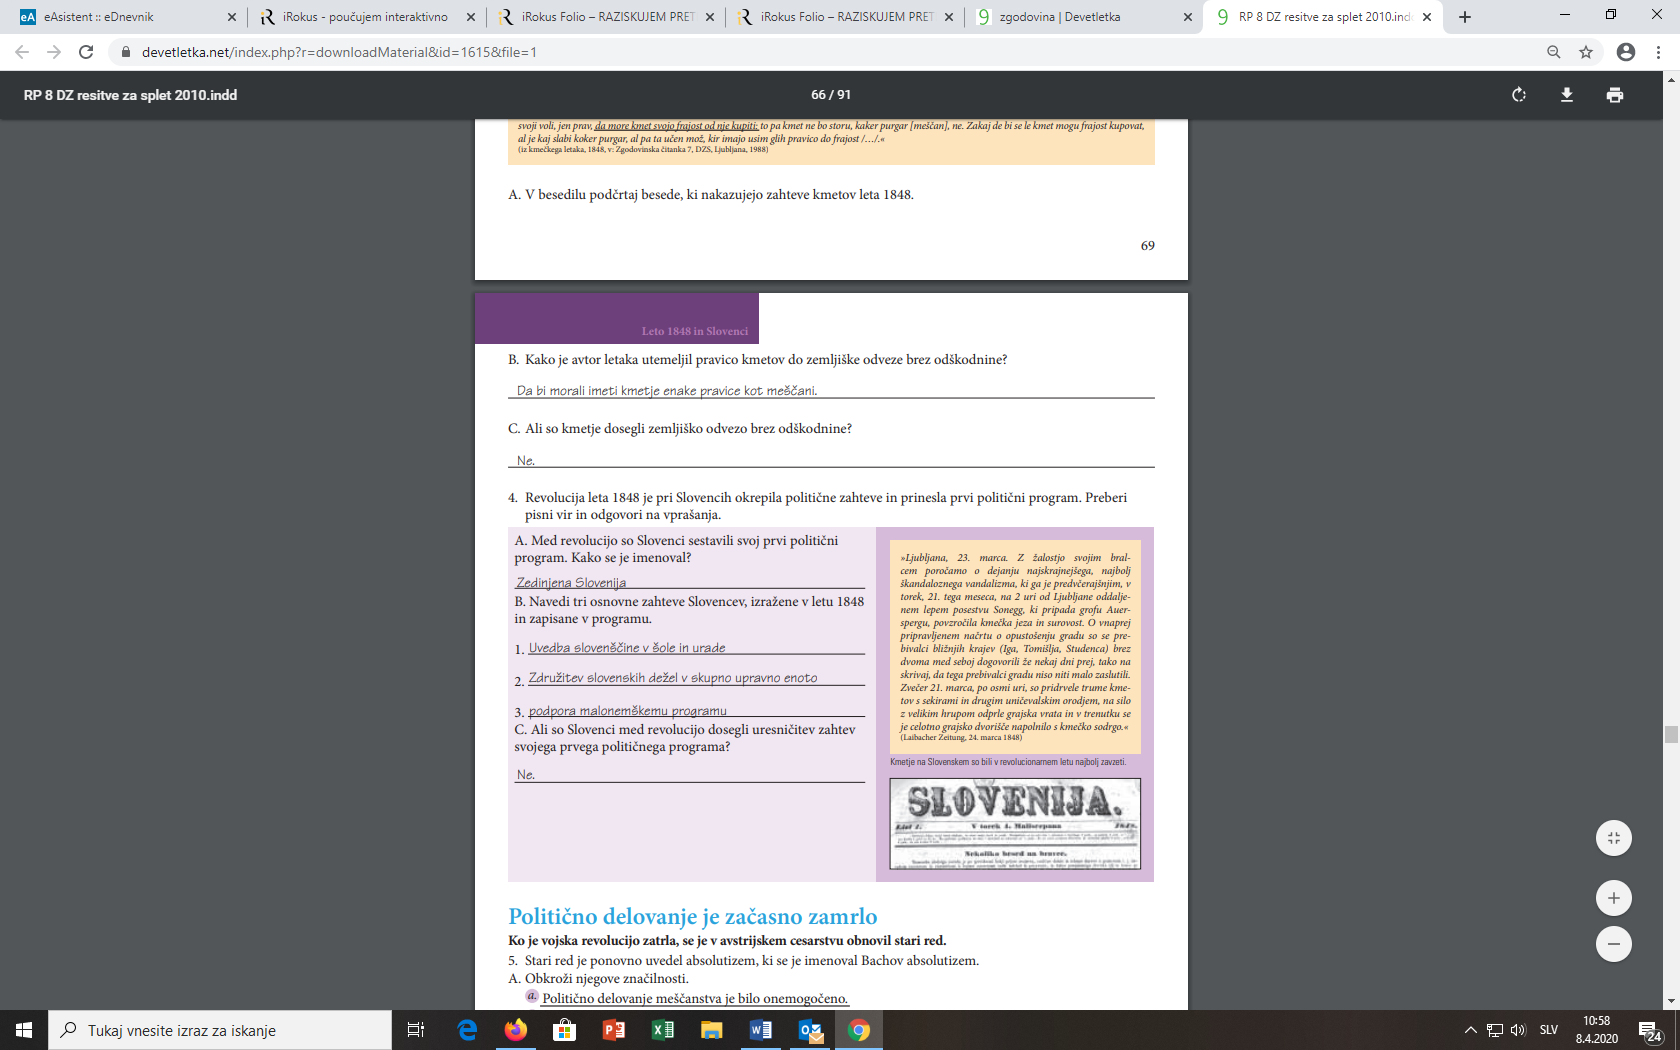 eA eAsistent :: eDnevnik
iRokus - poučujem interaktivno
iRokus Folio – RAZISKUJEM PRET
iRokus Folio – RAZISKUJEM PRET
zgodovina | Devetletka
RP 8 DZ resitve za splet 2010.ind
devetletka.net/index.php?r=downloadMaterial&id=1615&file=1
RP 8 DZ resitve za splet 2010.indd
66 / 91
svoji voli, jen prav, da more kmet svojo frajost od nje kupiti: to pa kmet ne bo storu, kaker purgar [meščan], ne. Zakaj de bi se le kmet mogu frajost kupovat,
al je kaj slabi koker purgar, al pa ta učen mož, kir imajo usim glih pravico do frajost /…/.«
(iz kmečkega letaka, 1848, v: Zgodovinska čitanka 7, DZS, Ljubljana, 1988)
A. V besedilu podčrtaj besede, ki nakazujejo zahteve kmetov leta 1848.
69
Leto 1848 in Slovenci
B. Kako je avtor letaka utemeljil pravico kmetov do zemljiške odveze brez odškodnine?
Da bi morali imeti kmetje enake pravice kot meščani.
C. Ali so kmetje dosegli zemljiško odvezo brez odškodnine?
Ne.
4. Revolucija leta 1848 je pri Slovencih okrepila politične zahteve in prinesla prvi politični program. Preberi
pisni vir in odgovori na vprašanja.
A. Med revolucijo so Slovenci sestavili svoj prvi politični
program. Kako se je imenoval?
Zedinjena Slovenija
B. Navedi tri osnovne zahteve Slovencev, izražene v letu 1848
in zapisane v programu.
1. Uvedba slovenščine v šole in urade
2. Združitev slovenskih dežel v skupno upravno enoto
3. podpora malonemškemu programu
C. Ali so Slovenci med revolucijo dosegli uresničitev zahtev
svojega prvega političnega programa?
Ne.
»Ljubljana, 23. marca. Z žalostjo svojim bral-
cem poročamo o dejanju najskrajnejšega, najbolj
škandaloznega vandalizma, ki ga je predvčerajšnjim, v
torek, 21. tega meseca, na 2 uri od Ljubljane oddalje-
nem lepem posestvu Sonegg, ki pripada grofu Auer-
spergu, povzročila kmečka jeza in surovost. O vnaprej
pripravljenem načrtu o opustošenju gradu so se pre-
bivalci bližnjih krajev (Iga, Tomišlja, Studenca) brez
dvoma med seboj dogovorili že nekaj dni prej, tako na
skrivaj, da tega prebivalci gradu niso niti malo zaslutili.
Zvečer 21. marca, po osmi uri, so pridrvele trume kme-
tov s sekirami in drugim uničevalskim orodjem, na silo
z velikim hrupom odprle grajska vrata in v trenutku se
je celotno grajsko dvorišče napolnilo s kmečko sodrgo.«
(Laibacher Zeitung, 24. marca 1848)
Kmetje na Slovenskem so bili v revolucionarnem letu najbolj zavzeti.
SLOVENIJA.
List 1. V torek 4. Maliserpana 1848.
Nekoliko besed na bravce.
Politično delovanje je začasno zamrlo
Ko je vojska revolucijo zatrla, se je v avstrijskem cesarstvu obnovil stari red.
5. Stari red je ponovno uvedel absolutizem, ki se je imenoval Bachov absolutizem.
A. Obkroži njegove značilnosti.
a. Politično delovanje meščanstva je bilo onemogočeno.
Tukaj vnesite izraz za iskanje
SLV
10:58
8.4.2020
24